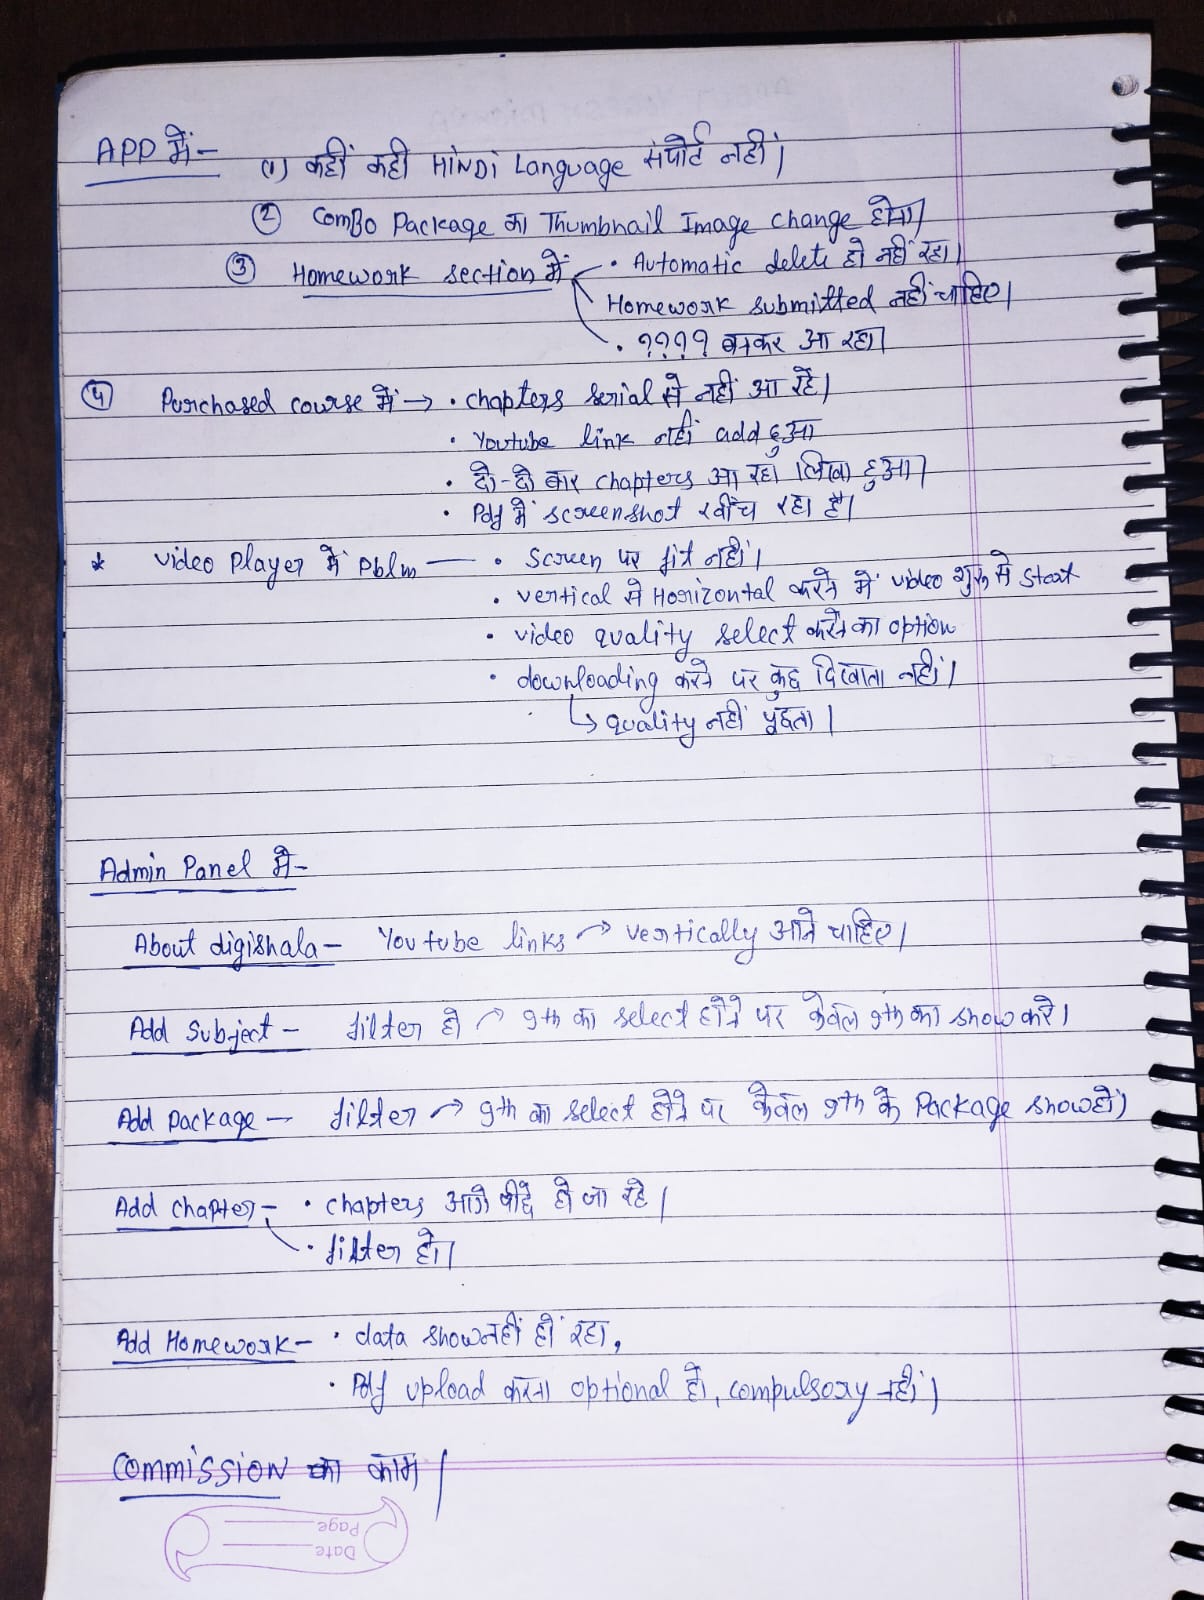 APP में -
(1) कहीं कही HINDI Language सपोर्ट नहीं।
② ComBo Package का Thumbnail Image change होना।
③ Homework section में • Automatic delete हो नहीं रहा।
Homework submitted नहीं चाहिए।
• ???? बनकर आ रहा।
④ Purchased course में → • chapters serial से नहीं आ रहे।
• Youtube link नहीं add हुआ
• दो-दो बार chapters आ रहा लिखा हुआ।
• Pdf में screenshot खींच रहा है।
* Video Player में Pblm — • Screen पर fit नहीं।
• vertical से Horizontal करने में video शुरू से start
• video quality select करने का option
• downloading करने पर कुछ दिखाता नहीं।
↳ quality नहीं पूछता।
Admin Panel में -
About digishala - Youtube links → vertically आने चाहिए।
Add Subject - filter हो → 9th का select होने पर केवल 9th का show करे।
Add package - filter → 9th का select होने पर केवल 9th के Package show हों।
Add chapter - • chapters आगे पीछे हो जा रहे।
• filter हो।
Add Homework - • data show नहीं हो रहा,
• Pdf upload करना optional हो, compulsory नहीं।
Commission का काम।
Page
Date